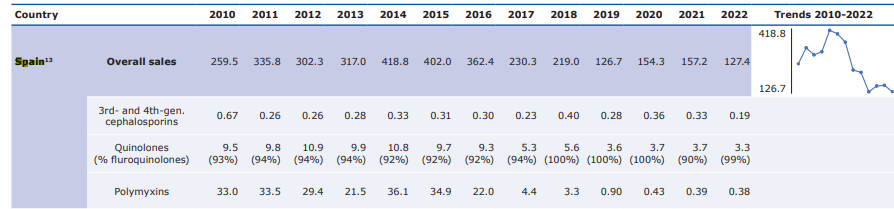 Country 2010 2011 2012 2013 2014 2015 2016 2017 2018 2019 2020 2021 2022 Trends 2010-2022
Spain¹³ Overall sales 259.5 335.8 302.3 317.0 418.8 402.0 362.4 230.3 219.0 126.7 154.3 157.2 127.4 418.8
126.7
3rd- and 4th-gen.
cephalosporins 0.67 0.26 0.26 0.28 0.33 0.31 0.30 0.23 0.40 0.28 0.36 0.33 0.19
Quinolones 9.5 9.8 10.9 9.9 10.8 9.7 9.3 5.3 5.6 3.6 3.7 3.7 3.3
(% fluroquinolones) (93%) (94%) (94%) (94%) (92%) (92%) (92%) (94%) (100%) (100%) (100%) (90%) (99%)
Polymyxins 33.0 33.5 29.4 21.5 36.1 34.9 22.0 4.4 3.3 0.90 0.43 0.39 0.38